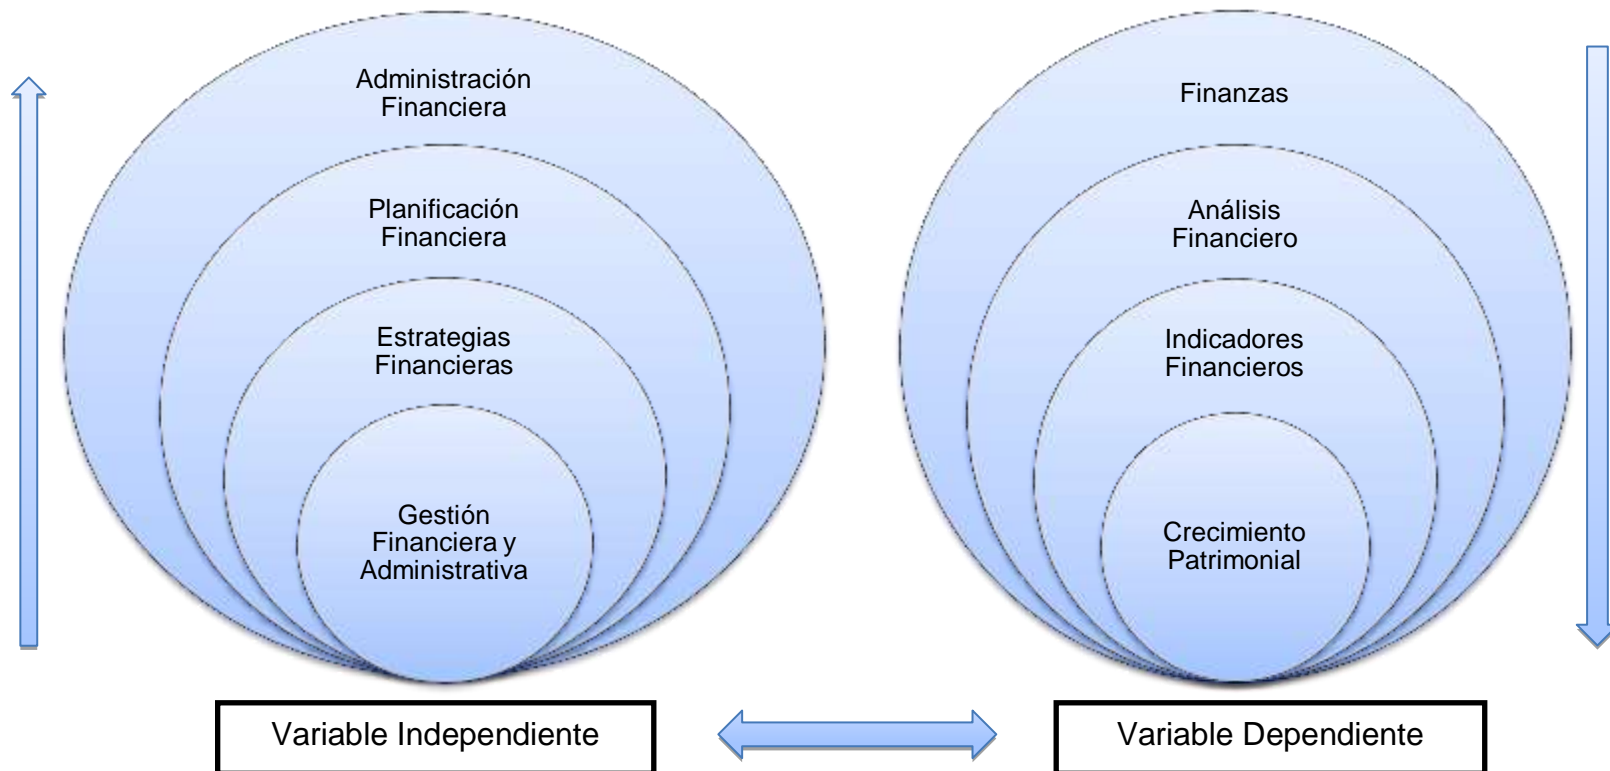 Administración
Financiera
Planificación
Financiera
Estrategias
Financieras
Gestión
Financiera y
Administrativa
Variable Independiente
Finanzas
Análisis
Financiero
Indicadores
Financieros
Crecimiento
Patrimonial
Variable Dependiente